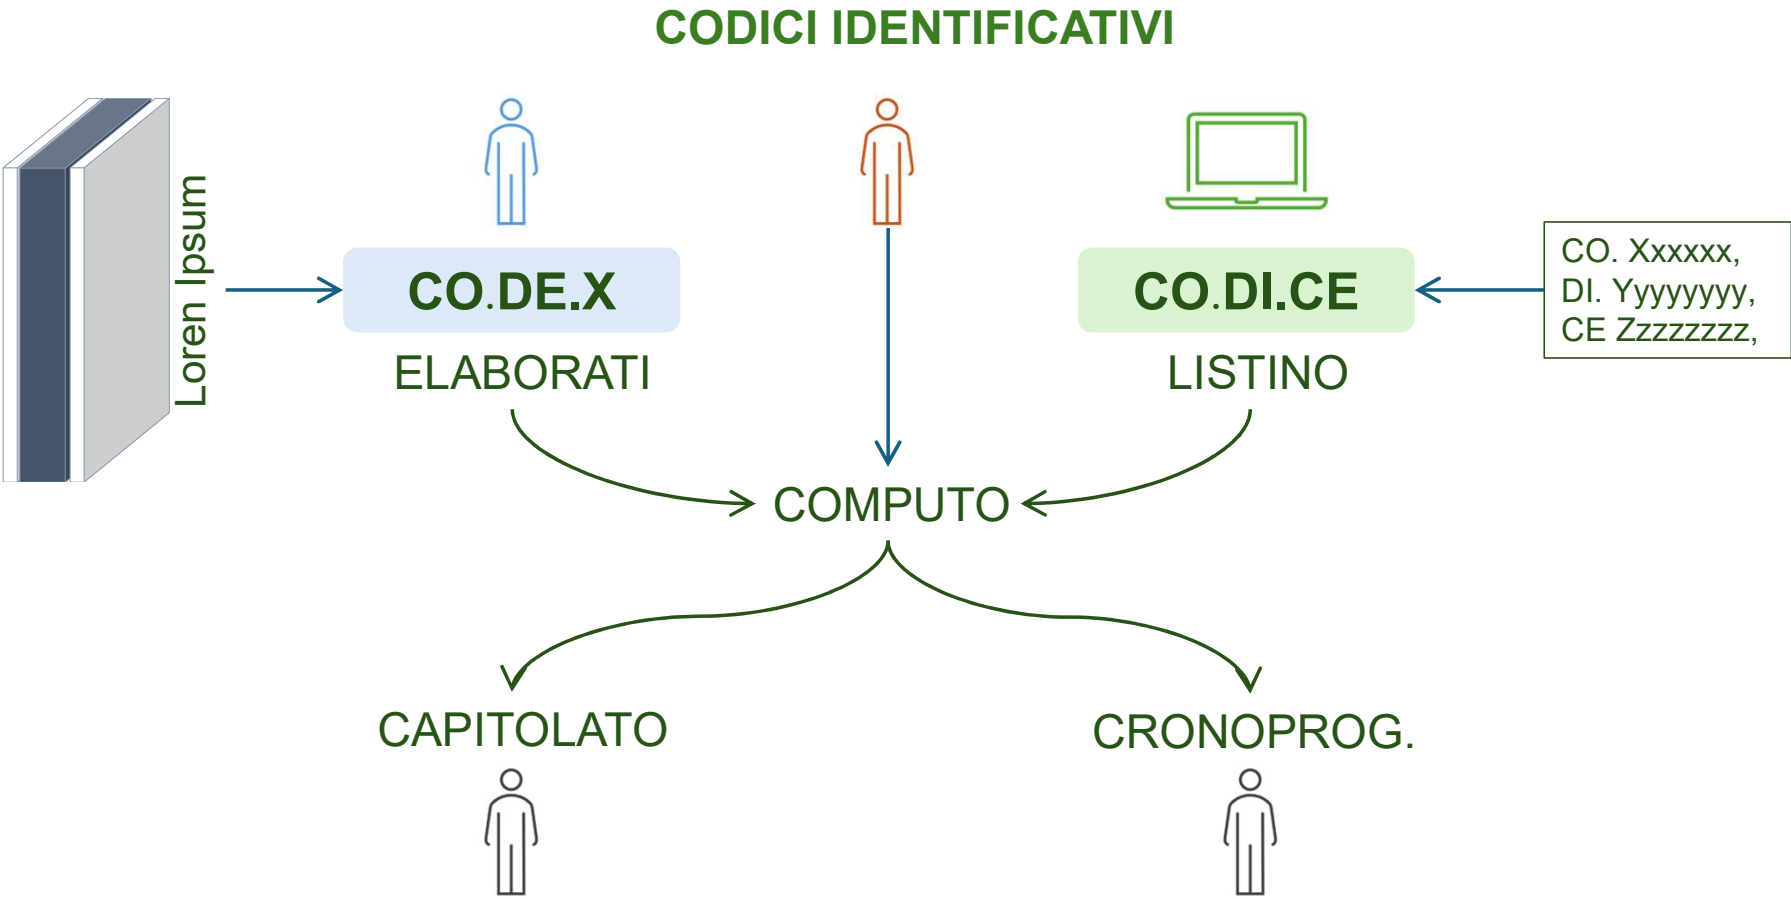 CODICI IDENTIFICATIVI
Loren Ipsum
CO.DE.X
ELABORATI
CO.DI.CE
LISTINO
CO. Xxxxxx,
DI. Yyyyyyyy,
CE Zzzzzzzz,
COMPUTO
CAPITOLATO
CRONOPROG.